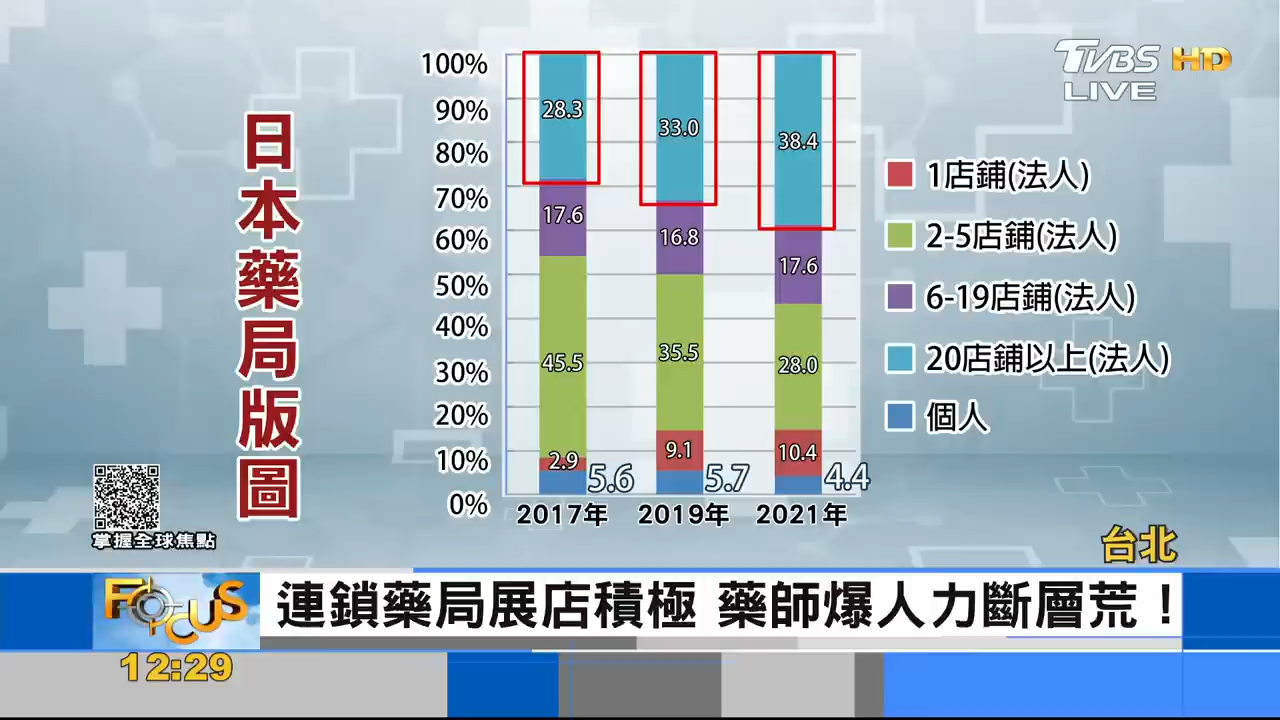 TVBS HD
LIVE
日本藥局版圖
100%
90%
80%
70%
60%
50%
40%
30%
20%
10%
0%
28.3
17.6
45.5
2.9
5.6
33.0
16.8
35.5
9.1
5.7
38.4
17.6
28.0
10.4
4.4
2017年 2019年 2021年
1店鋪(法人)
2-5店鋪(法人)
6-19店鋪(法人)
20店鋪以上(法人)
個人
掌握全球焦點
台北
FOCUS
連鎖藥局展店積極 藥師爆人力斷層荒！
12:29